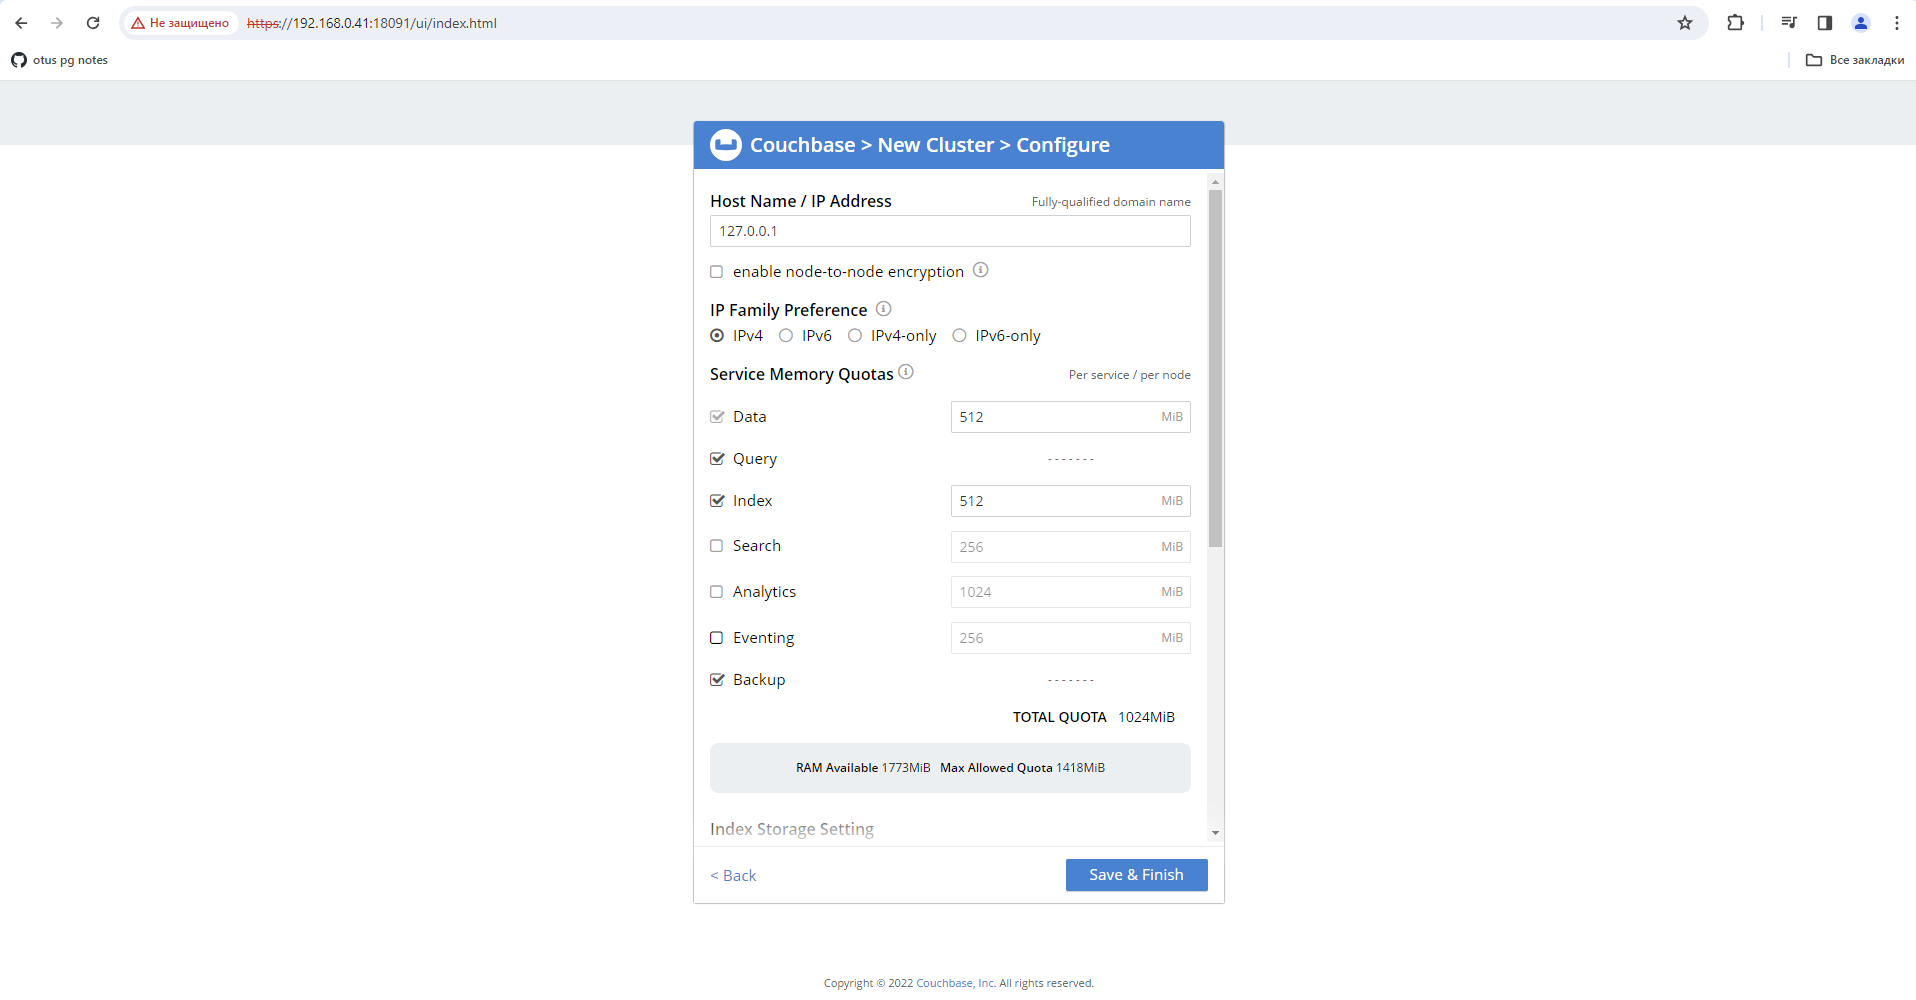 Не защищено https://192.168.0.41:18091/ui/index.html
otus pg notes
Все закладки
Couchbase > New Cluster > Configure
Host Name / IP Address Fully-qualified domain name
127.0.0.1
enable node-to-node encryption
IP Family Preference
IPv4 IPv6 IPv4-only IPv6-only
Service Memory Quotas Per service / per node
Data 512 MiB
Query -------
Index 512 MiB
Search 256 MiB
Analytics 1024 MiB
Eventing 256 MiB
Backup -------
TOTAL QUOTA 1024MiB
RAM Available 1773MiB Max Allowed Quota 1418MiB
Index Storage Setting
< Back Save & Finish
Copyright © 2022 Couchbase, Inc. All rights reserved.